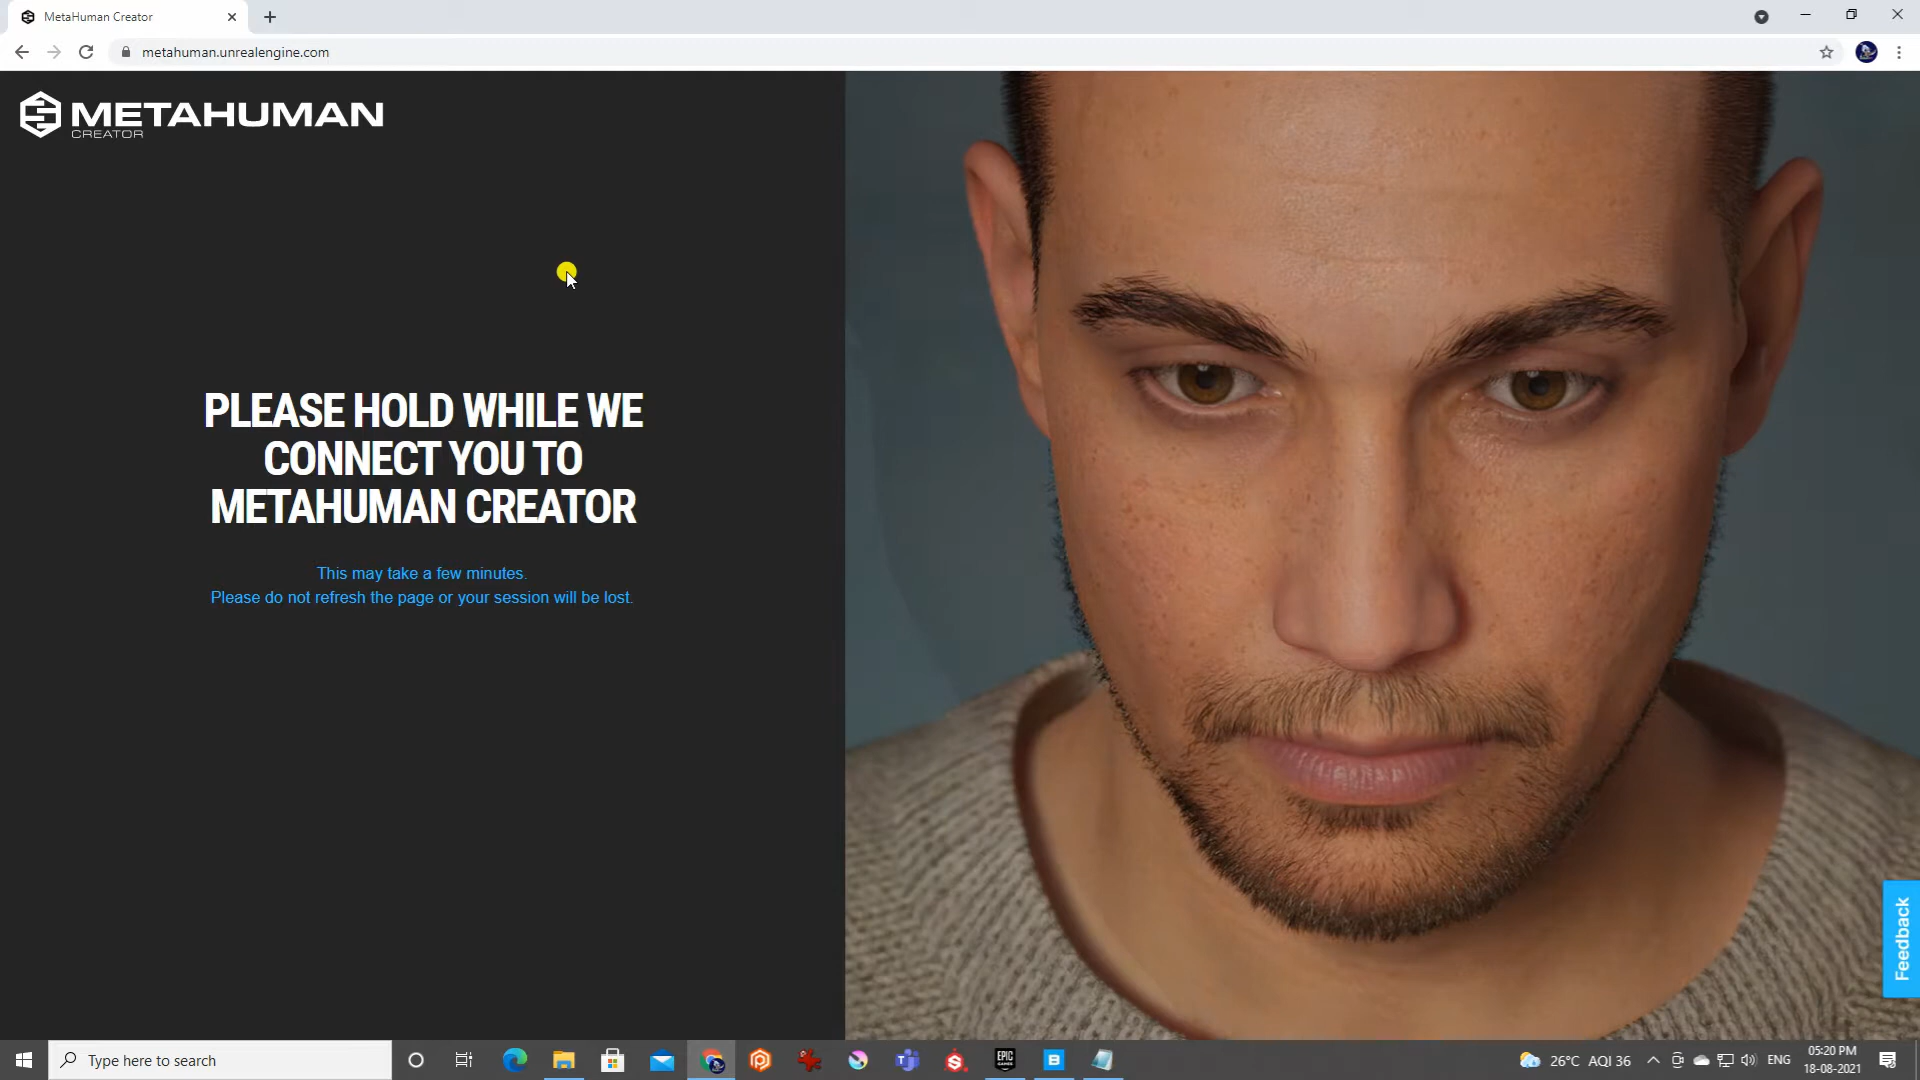 MetaHuman Creator
metahuman.unrealengine.com
METAHUMAN
CREATOR
PLEASE HOLD WHILE WE
CONNECT YOU TO
METAHUMAN CREATOR
This may take a few minutes.
Please do not refresh the page or your session will be lost.
Feedback
Type here to search
EPIC
GAMES
B
26°C AQI 36
ENG
05:20 PM
18-08-2021